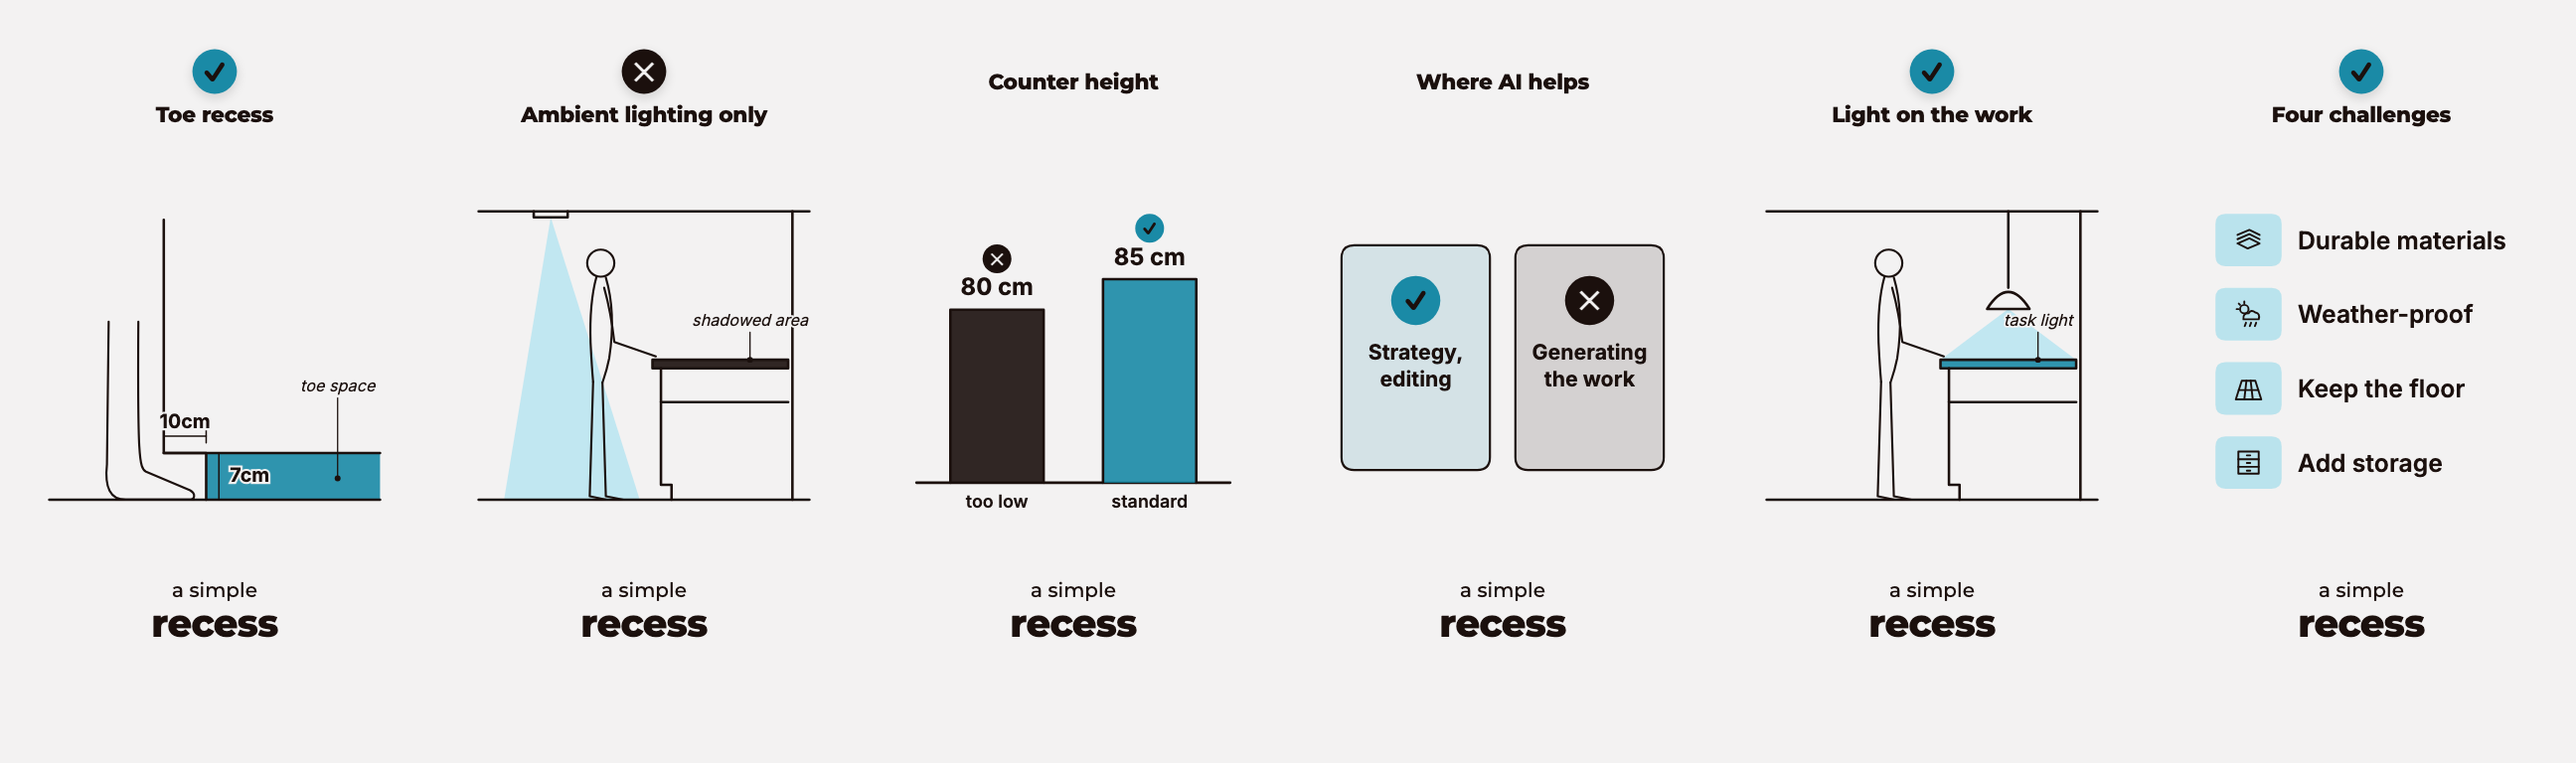 Toe recess
toe space
10cm
7cm
a simple
recess
Ambient lighting only
shadowed area
a simple
recess
Counter height
80 cm
85 cm
too low
standard
a simple
recess
Where AI helps
Strategy,
editing
Generating
the work
a simple
recess
Light on the work
task light
a simple
recess
Four challenges
Durable materials
Weather-proof
Keep the floor
Add storage
a simple
recess